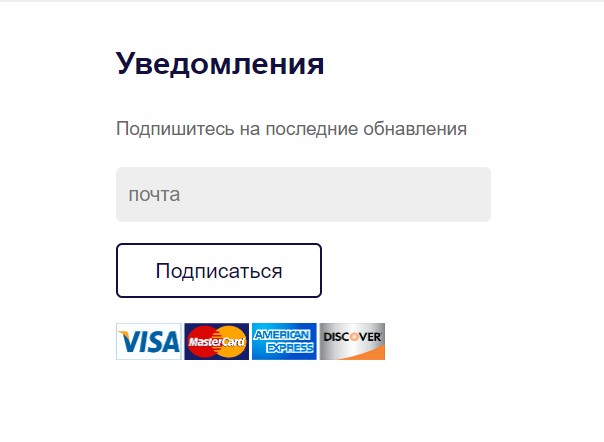 Уведомления
Подпишитесь на последние обнавления
почта
Подписаться
VISA MasterCard AMERICAN EXPRESS DISCOVER